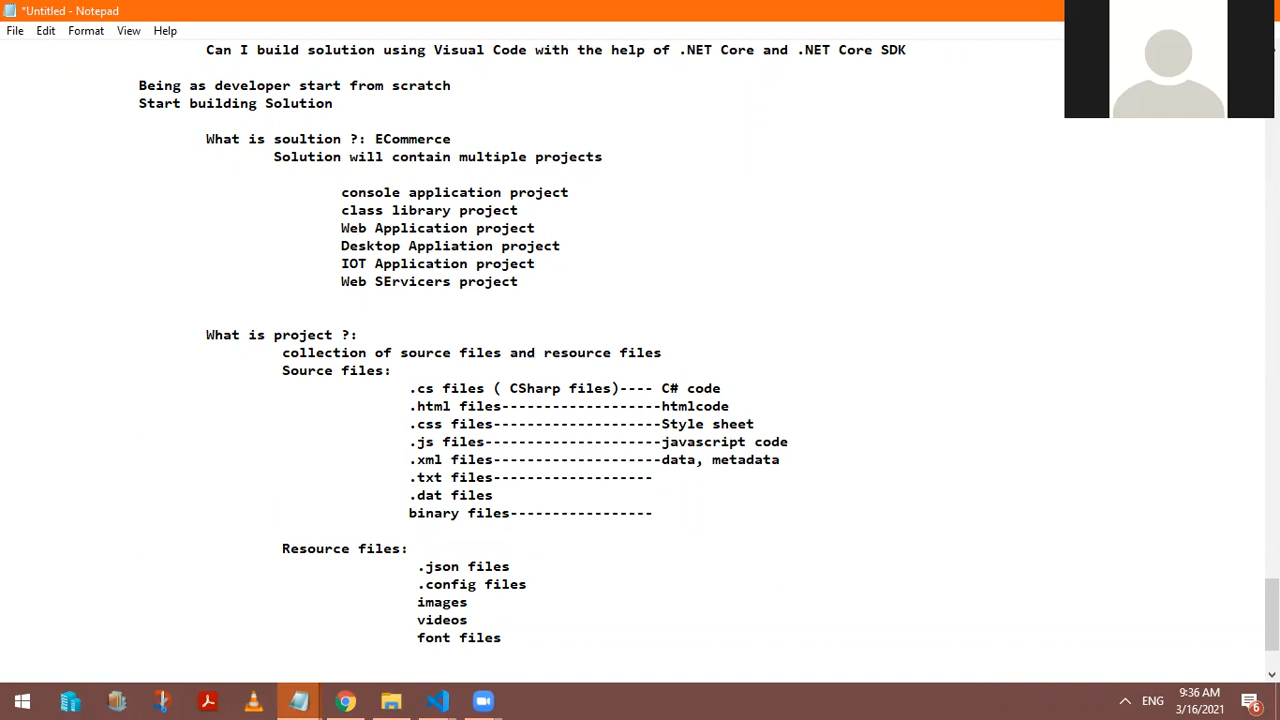 *Untitled - Notepad
File Edit Format View Help
Can I build solution using Visual Code with the help of .NET Core and .NET Core SDK
Being as developer start from scratch
Start building Solution
What is soultion ?: ECommerce
Solution will contain multiple projects
console application project
class library project
Web Application project
Desktop Appliation project
IOT Application project
Web SErvicers project
What is project ?:
collection of source files and resource files
Source files:
.cs files ( CSharp files)---- C# code
.html files-------------------htmlcode
.css files--------------------Style sheet
.js files---------------------javascript code
.xml files--------------------data, metadata
.txt files--------------------
.dat files
binary files-----------------
Resource files:
.json files
.config files
images
videos
font files
ENG
9:36 AM
3/16/2021
6